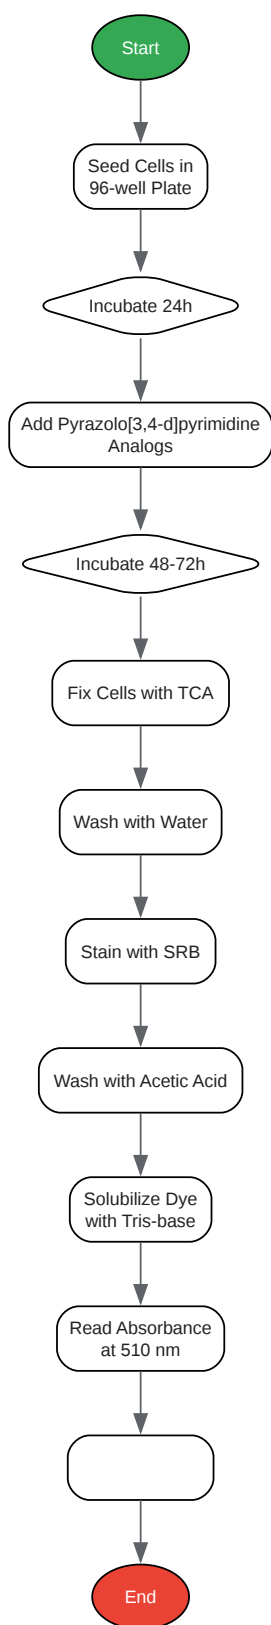 Start
Seed Cells in
96-well Plate
Incubate 24h
Add Pyrazolo[3,4-d]pyrimidine
Analogs
Incubate 48-72h
Fix Cells with TCA
Wash with Water
Stain with SRB
Wash with Acetic Acid
Solubilize Dye
with Tris-base
Read Absorbance
at 510 nm
End